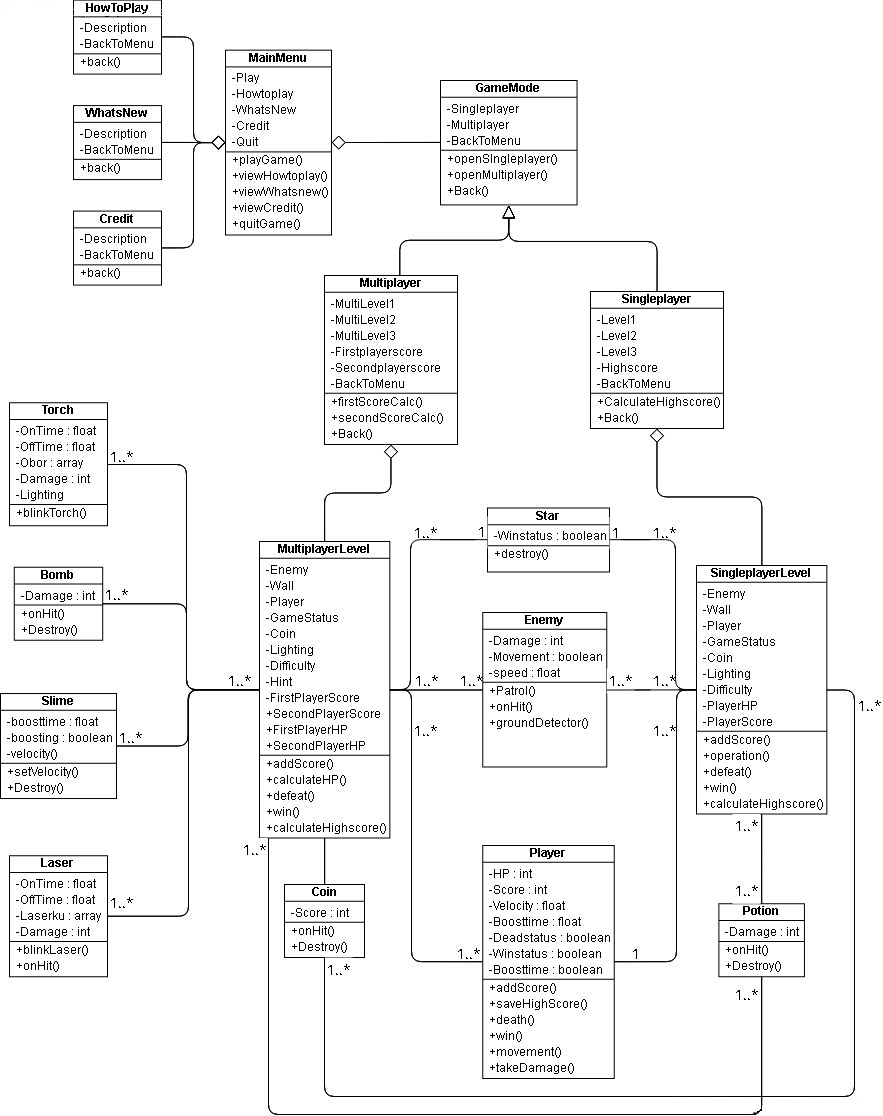 HowToPlay
-Description
-BackToMenu
+back()
WhatsNew
-Description
-BackToMenu
+back()
Credit
-Description
-BackToMenu
+back()
MainMenu
-Play
-Howtoplay
-WhatsNew
-Credit
-Quit
+playGame()
+viewHowtoplay()
+viewWhatsnew()
+viewCredit()
+quitGame()
GameMode
-Singleplayer
-Multiplayer
-BackToMenu
+openSIngleplayer()
+openMultiplayer()
+Back()
Multiplayer
-MultiLevel1
-MultiLevel2
-MultiLevel3
-Firstplayerscore
-Secondplayerscore
-BackToMenu
+firstScoreCalc()
+secondScoreCalc()
+Back()
Singleplayer
-Level1
-Level2
-Level3
-Highscore
-BackToMenu
+CalculateHighscore()
+Back()
Torch
-OnTime : float
-OffTime : float
-Obor : array
-Damage : int
-Lighting
+blinkTorch()
1..*
Bomb
-Damage : int
+onHit()
+Destroy()
1..*
Slime
-boosttime : float
-boosting : boolean
-velocity()
+setVelocity()
+Destroy()
1..*
Laser
-OnTime : float
-OffTime : float
-Laserku : array
-Damage : int
+blinkLaser()
+onHit()
1..*
1..*
MultiplayerLevel
-Enemy
-Wall
-Player
-GameStatus
-Coin
-Lighting
-Difficulty
-Hint
-FirstPlayerScore
+SecondPlayerScore
+FirstPlayerHP
+SecondPlayerHP
+addScore()
+calculateHP()
+defeat()
+win()
+calculateHighscore()
1..*
Coin
-Score : int
+onHit()
+Destroy()
1..*
1..*
1
Star
-Winstatus : boolean
+destroy()
1
1..*
1..*
1..*
Enemy
-Damage : int
-Movement : boolean
-speed : float
+Patrol()
+onHit()
+groundDetector()
1..*
1..*
1..*
1..*
1..*
Player
-HP : int
-Score : int
-Velocity : float
-Boosttime : float
-Deadstatus : boolean
-Winstatus : boolean
-Boosttime : boolean
+addScore()
+saveHighScore()
+death()
+win()
+movement()
+takeDamage()
1
SingleplayerLevel
-Enemy
-Wall
-Player
-GameStatus
-Coin
-Lighting
-Difficulty
-PlayerHP
-PlayerScore
+addScore()
+operation()
+defeat()
+win()
+calculateHighscore()
1..*
1..*
1..*
Potion
-Damage : int
+onHit()
+Destroy()
1..*